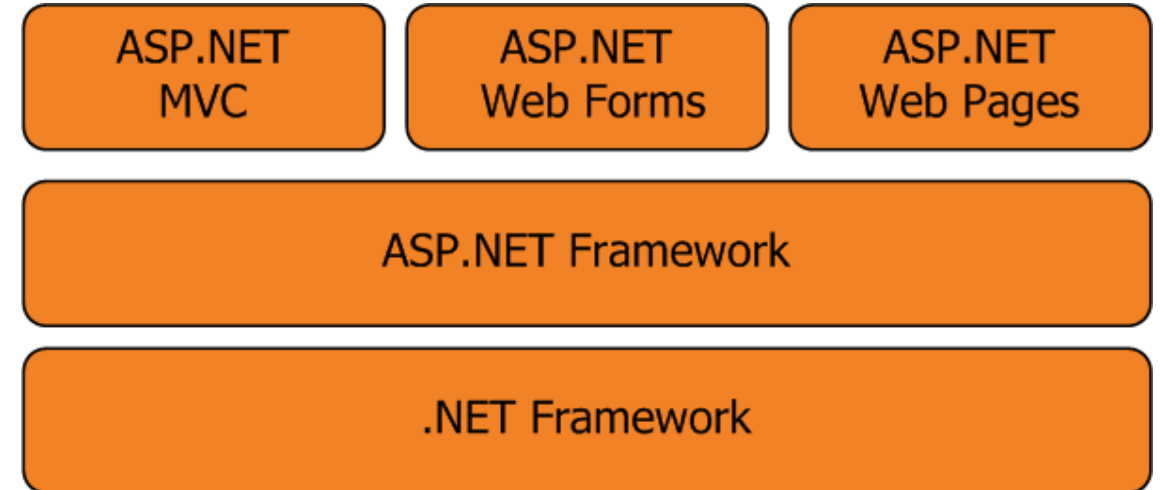 ASP.NET
MVC
ASP.NET
Web Forms
ASP.NET
Web Pages
ASP.NET Framework
.NET Framework